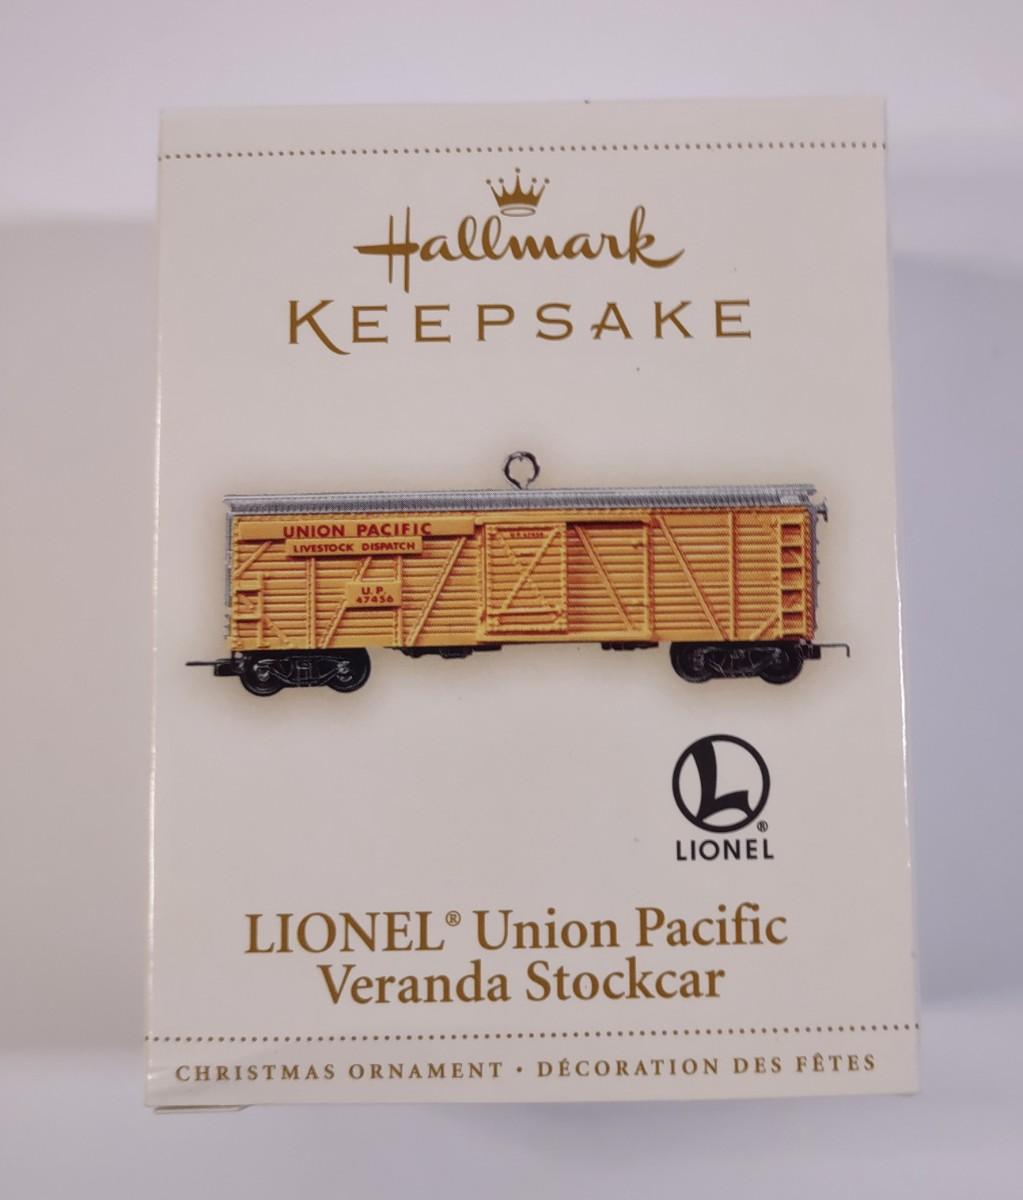 Hallmark
KEEPSAKE
UNION PACIFIC
LIVESTOCK DISPATCH
U.P.
47456
L
®
LIONEL
LIONEL® Union Pacific
Veranda Stockcar
CHRISTMAS ORNAMENT • DÉCORATION DES FÊTES